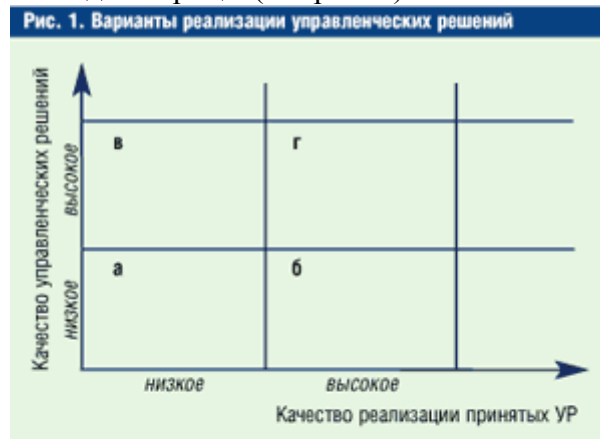 Рис. 1. Варианты реализации управленческих решений
Качество управленческих решений
высокое
низкое
в
г
а
б
низкое
высокое
Качество реализации принятых УР